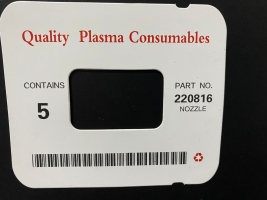 Quality Plasma Consumables
CONTAINS
5
PART NO.
220816
NOZZLE